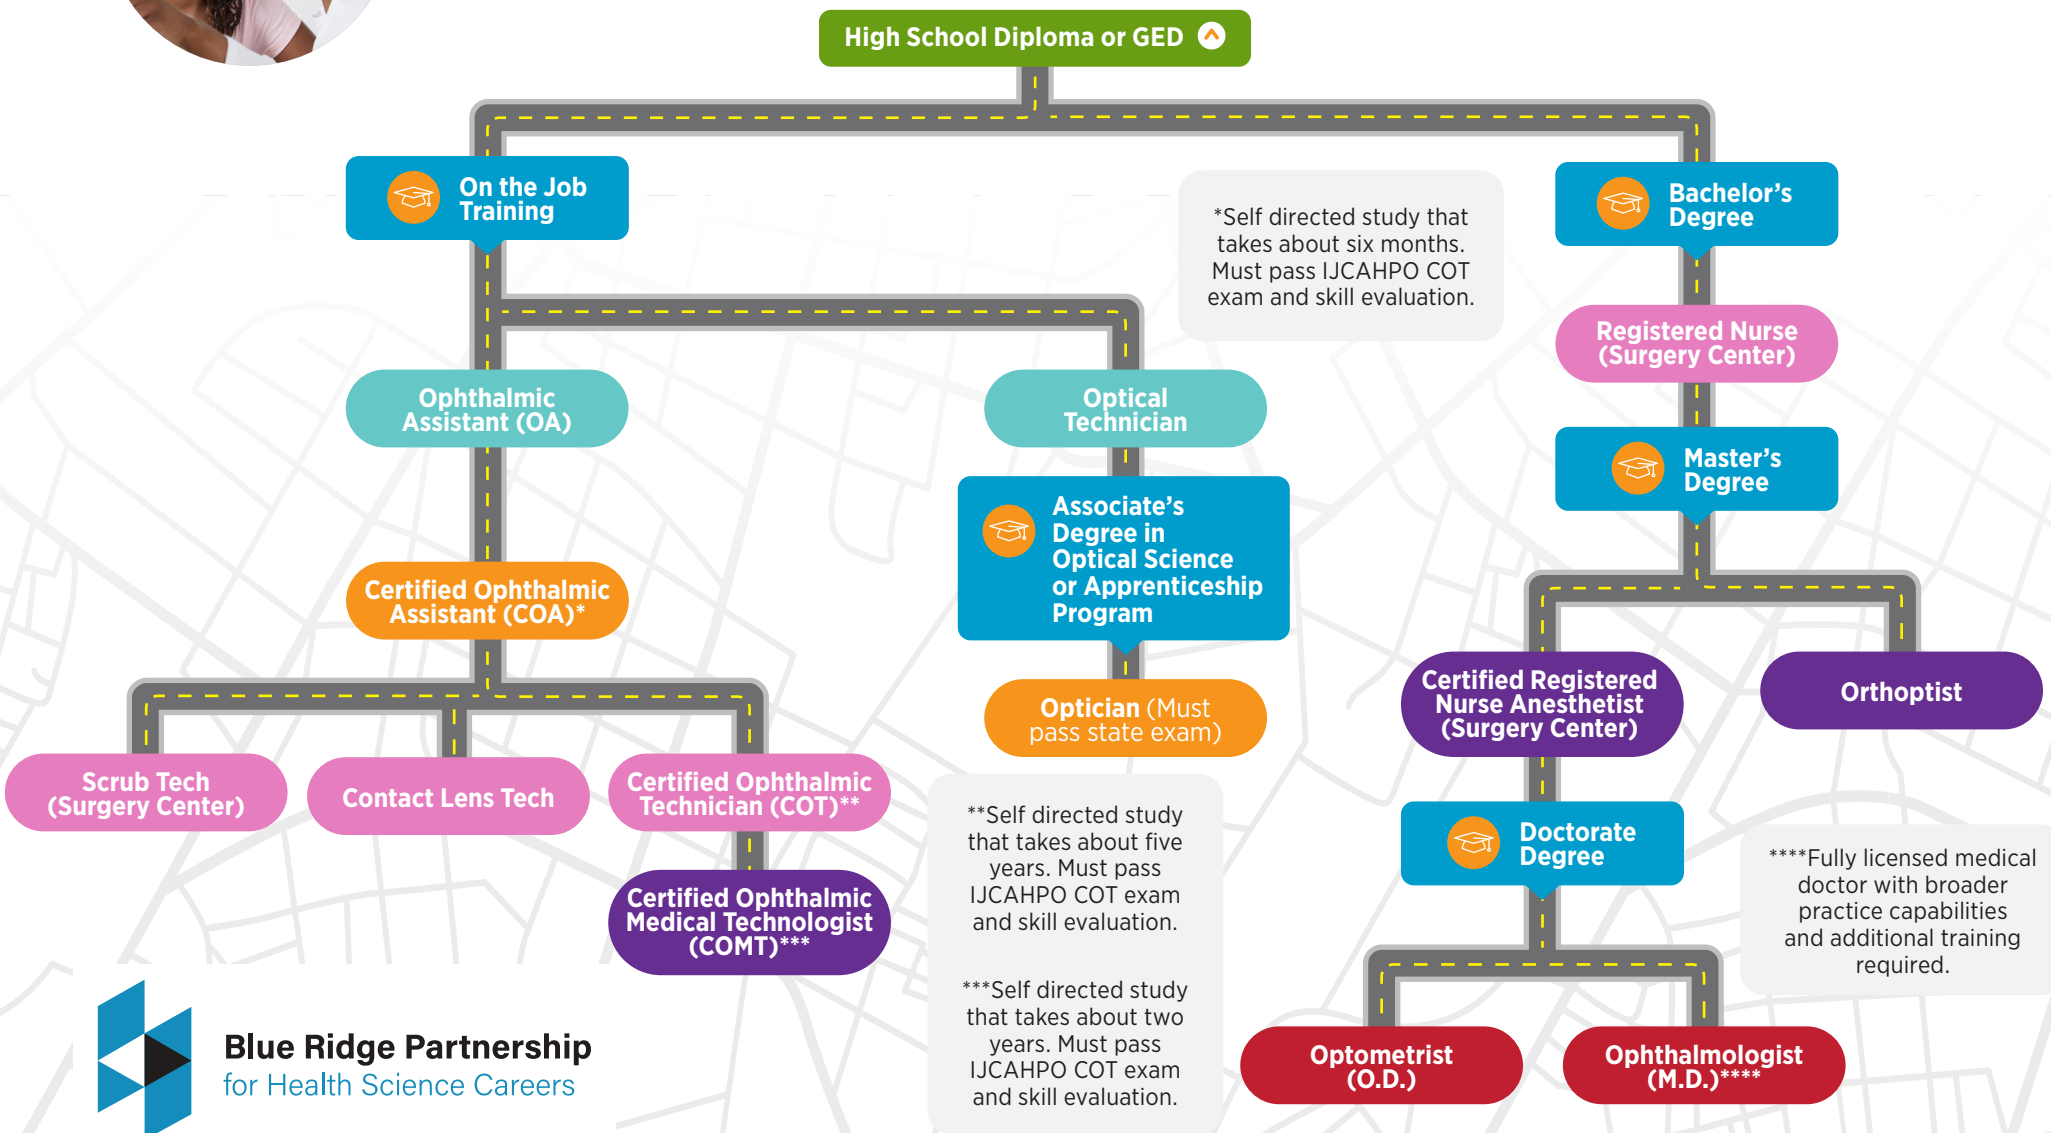 High School Diploma or GED
On the Job
Training
*Self directed study that
takes about six months.
Must pass IJCAHPO COT
exam and skill evaluation.
Bachelor's
Degree
Registered Nurse
(Surgery Center)
Ophthalmic
Assistant (OA)
Optical
Technician
Master's
Degree
Associate's
Degree in
Optical Science
or Apprenticeship
Program
Certified Ophthalmic
Assistant (COA)*
Certified Registered
Nurse Anesthetist
(Surgery Center)
Orthoptist
Optician (Must
pass state exam)
Scrub Tech
(Surgery Center)
Contact Lens Tech
Certified Ophthalmic
Technician (COT)**
**Self directed study
that takes about five
years. Must pass
IJCAHPO COT exam
and skill evaluation.
Doctorate
Degree
****Fully licensed medical
doctor with broader
practice capabilities
and additional training
required.
Certified Ophthalmic
Medical Technologist
(COMT)***
***Self directed study
that takes about two
years. Must pass
IJCAHPO COT exam
and skill evaluation.
Optometrist
(O.D.)
Ophthalmologist
(M.D.)****
Blue Ridge Partnership
for Health Science Careers